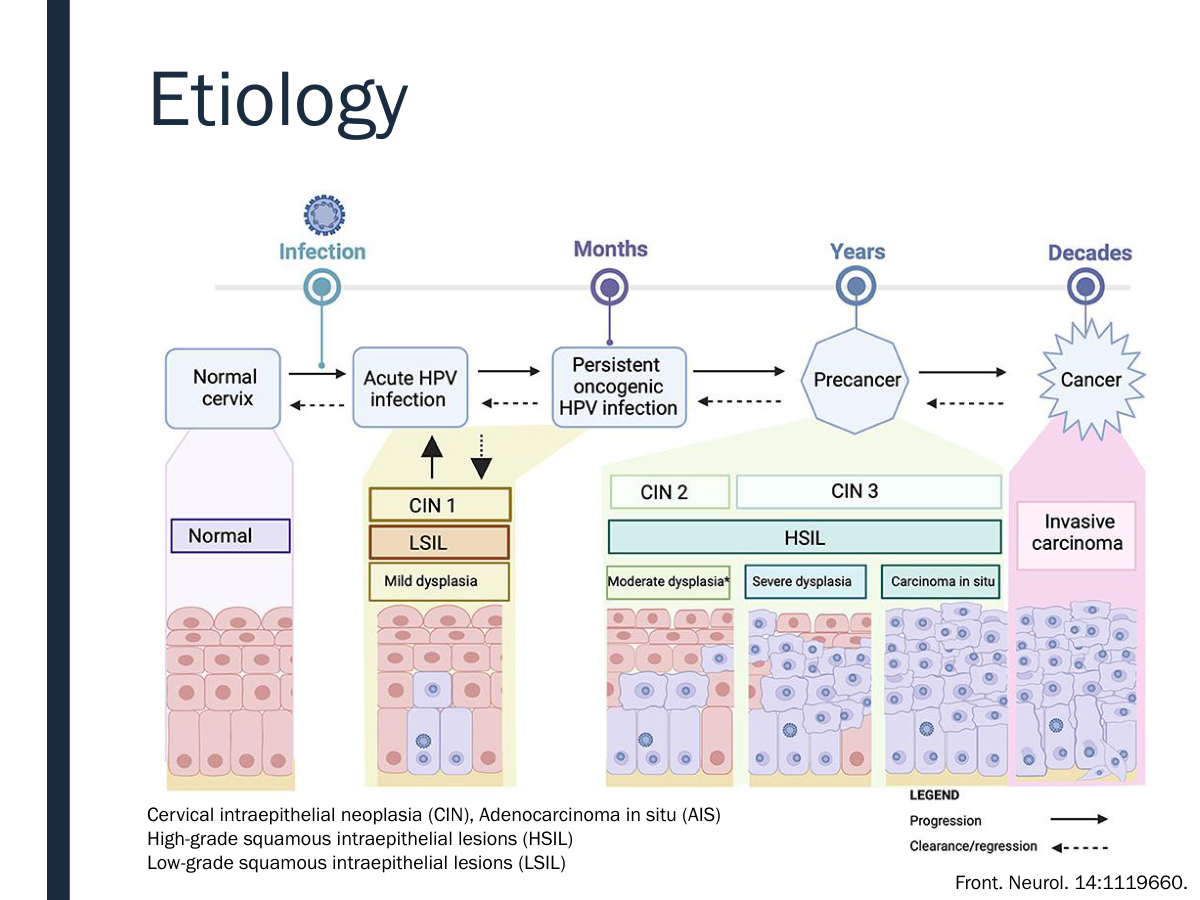 Etiology
Infection
Months
Years
Decades
Normal
cervix
Acute HPV
infection
Persistent
oncogenic
HPV infection
Precancer
Cancer
Normal
CIN 1
LSIL
Mild dysplasia
CIN 2
CIN 3
HSIL
Moderate dysplasia*
Severe dysplasia
Carcinoma in situ
Invasive
carcinoma
Cervical intraepithelial neoplasia (CIN), Adenocarcinoma in situ (AIS)
High-grade squamous intraepithelial lesions (HSIL)
Low-grade squamous intraepithelial lesions (LSIL)
LEGEND
Progression
Clearance/regression
Front. Neurol. 14:1119660.